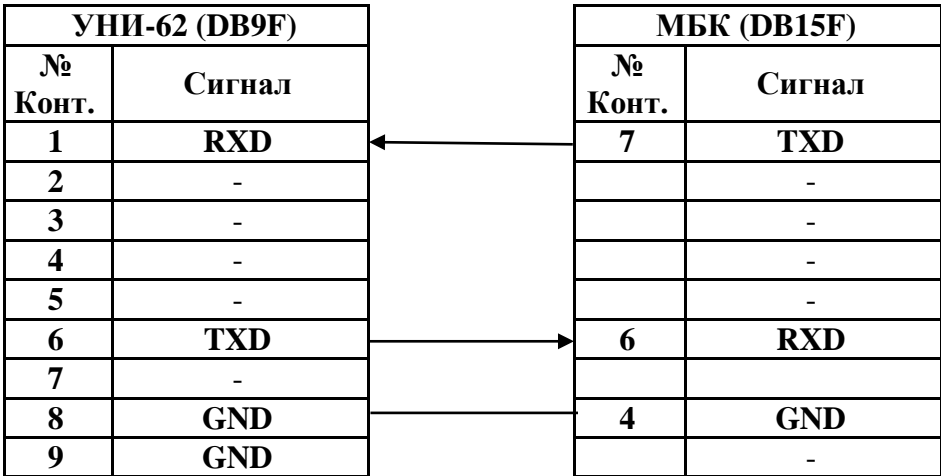 УНИ-62 (DB9F) МБК (DB15F)
№ Конт. Сигнал № Конт. Сигнал
1 RXD 7 TXD
2 - -
3 - -
4 - -
5 - -
6 TXD 6 RXD
7 -
8 GND 4 GND
9 GND -